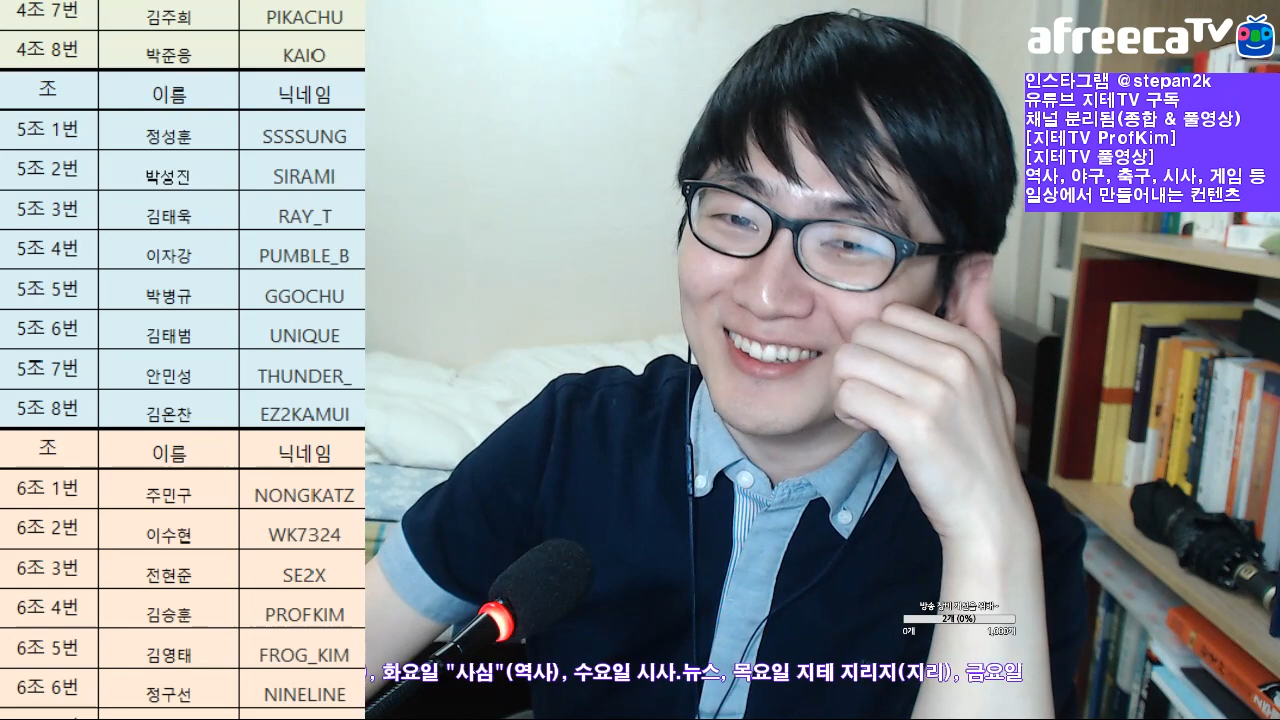 4조 7번 김주희 PIKACHU
4조 8번 박준응 KAIO
조 이름 닉네임
5조 1번 정성훈 SSSSUNG
5조 2번 박성진 SIRAMI
5조 3번 김태욱 RAY_T
5조 4번 이자강 PUMBLE_B
5조 5번 박병규 GGOCHU
5조 6번 김태범 UNIQUE
5조 7번 안민성 THUNDER_
5조 8번 김온찬 EZ2KAMUI
조 이름 닉네임
6조 1번 주민구 NONGKATZ
6조 2번 이수현 WK7324
6조 3번 전현준 SE2X
6조 4번 김승훈 PROFKIM
6조 5번 김영태 FROG_KIM
6조 6번 정구선 NINELINE
afreecaTV
인스타그램 @stepan2k
유튜브 지테TV 구독
채널 분리됨(종합 & 풀영상)
[지테TV ProfKim]
[지테TV 풀영상]
역사, 야구, 축구, 시사, 게임 등
일상에서 만들어내는 컨텐츠
방송 장비 개선을 위해~
2개 (0%)
0개 1,000개
, 화요일 "사심"(역사), 수요일 시사.뉴스, 목요일 지테 지리지(지리), 금요일